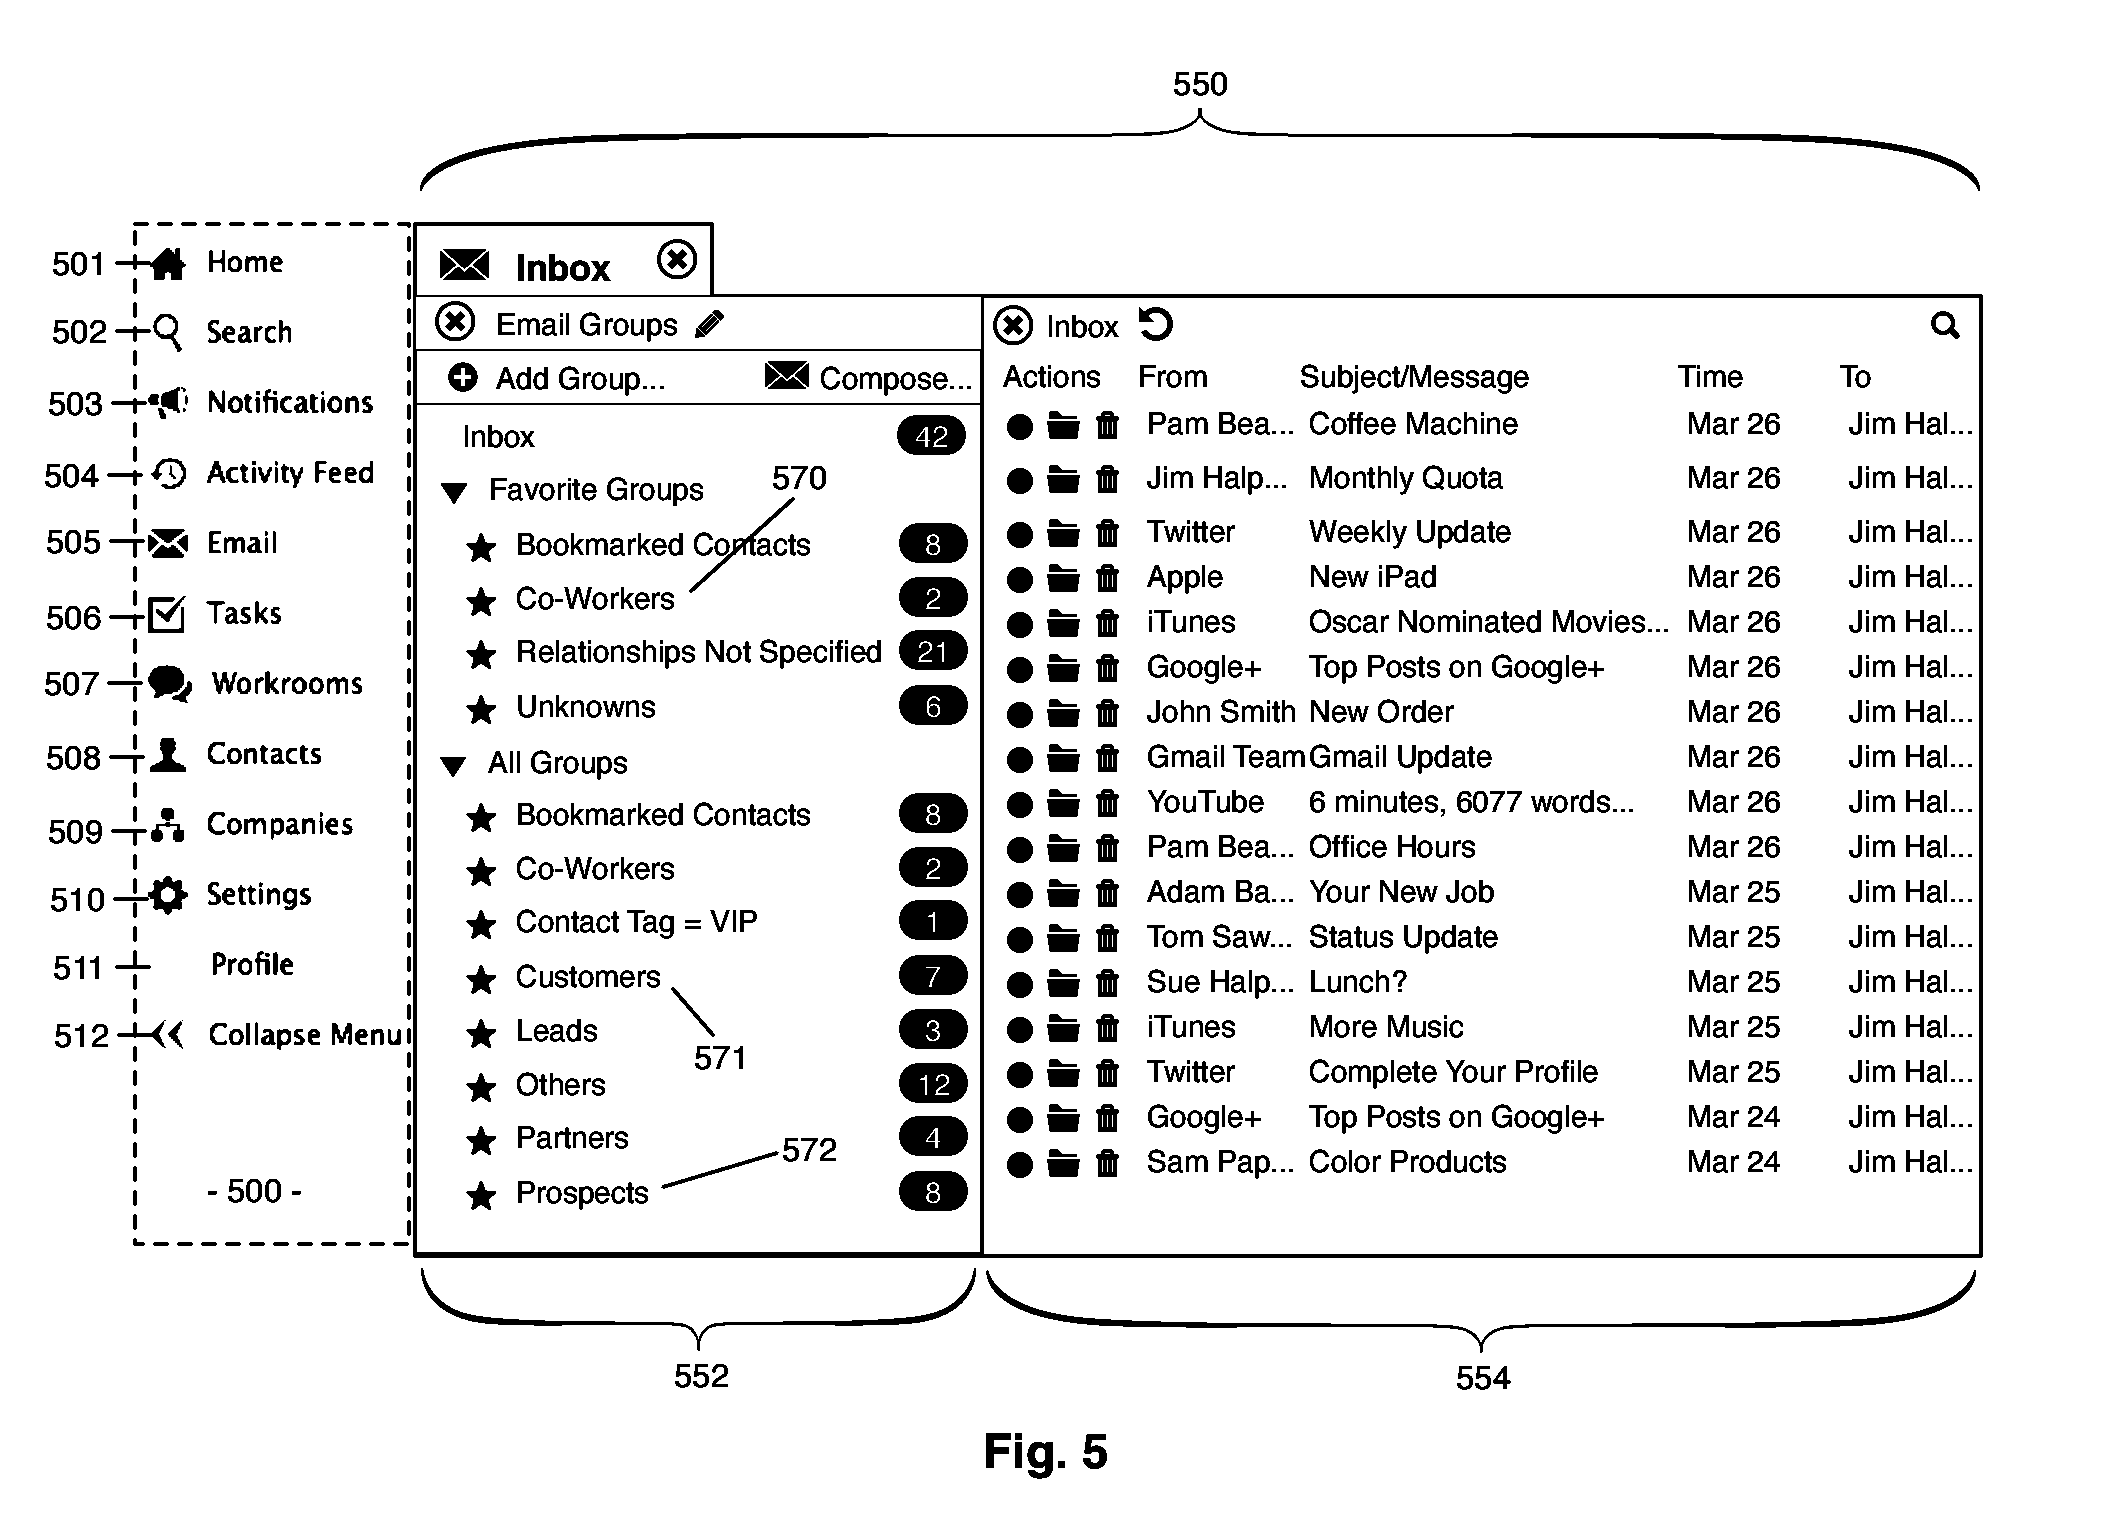 550
501 Home
502 Search
503 Notifications
504 Activity Feed
505 Email
506 Tasks
507 Workrooms
508 Contacts
509 Companies
510 Settings
511 Profile
512 Collapse Menu
- 500 -
Inbox
Email Groups
Add Group... Compose...
Inbox 42
Favorite Groups
570
Bookmarked Contacts 8
Co-Workers 2
Relationships Not Specified 21
Unknowns 6
All Groups
Bookmarked Contacts 8
Co-Workers 2
Contact Tag = VIP 1
Customers 7
571
Leads 3
Others 12
Partners 4
572
Prospects 8
Inbox
Actions From Subject/Message Time To
Pam Bea... Coffee Machine Mar 26 Jim Hal...
Jim Halp... Monthly Quota Mar 26 Jim Hal...
Twitter Weekly Update Mar 26 Jim Hal...
Apple New iPad Mar 26 Jim Hal...
iTunes Oscar Nominated Movies... Mar 26 Jim Hal...
Google+ Top Posts on Google+ Mar 26 Jim Hal...
John Smith New Order Mar 26 Jim Hal...
Gmail Team Gmail Update Mar 26 Jim Hal...
YouTube 6 minutes, 6077 words... Mar 26 Jim Hal...
Pam Bea... Office Hours Mar 26 Jim Hal...
Adam Ba... Your New Job Mar 25 Jim Hal...
Tom Saw... Status Update Mar 25 Jim Hal...
Sue Halp... Lunch? Mar 25 Jim Hal...
iTunes More Music Mar 25 Jim Hal...
Twitter Complete Your Profile Mar 25 Jim Hal...
Google+ Top Posts on Google+ Mar 24 Jim Hal...
Sam Pap... Color Products Mar 24 Jim Hal...
552
554
Fig. 5